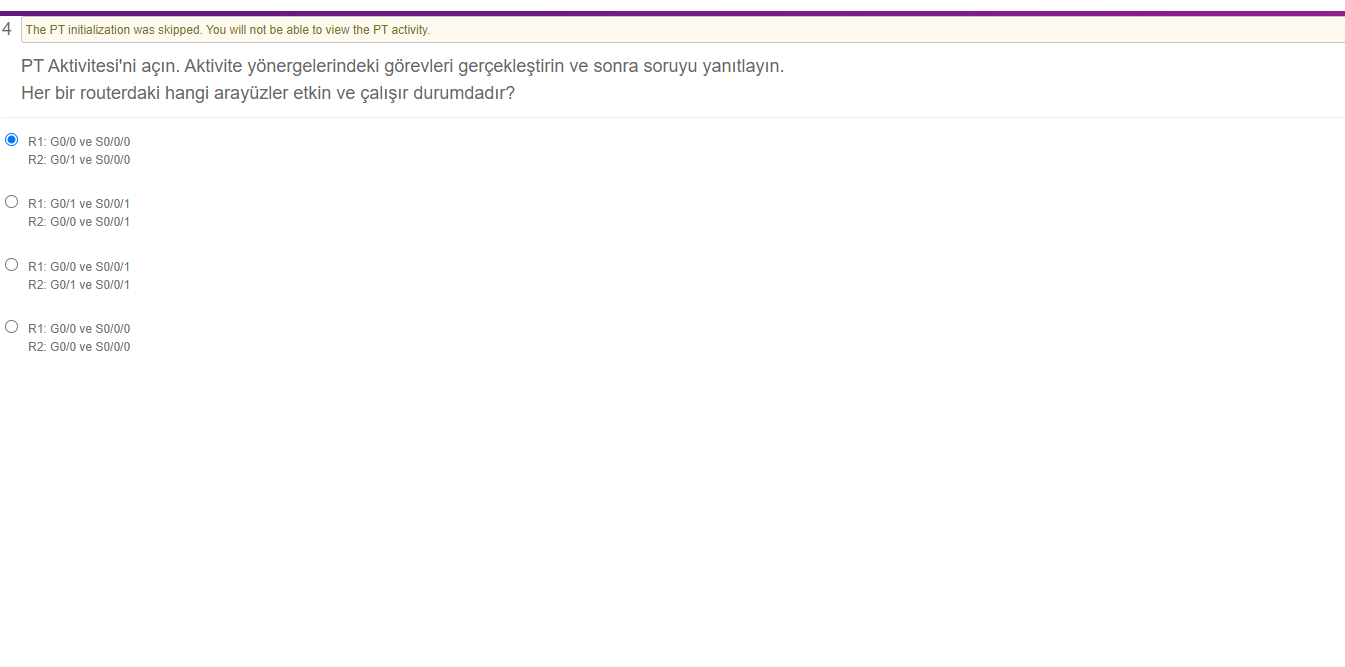 4
The PT initialization was skipped. You will not be able to view the PT activity.
PT Aktivitesi'ni açın. Aktivite yönergelerindeki görevleri gerçekleştirin ve sonra soruyu yanıtlayın.
Her bir routerdaki hangi arayüzler etkin ve çalışır durumdadır?
R1: G0/0 ve S0/0/0
R2: G0/1 ve S0/0/0
R1: G0/1 ve S0/0/1
R2: G0/0 ve S0/0/1
R1: G0/0 ve S0/0/1
R2: G0/1 ve S0/0/1
R1: G0/0 ve S0/0/0
R2: G0/0 ve S0/0/0